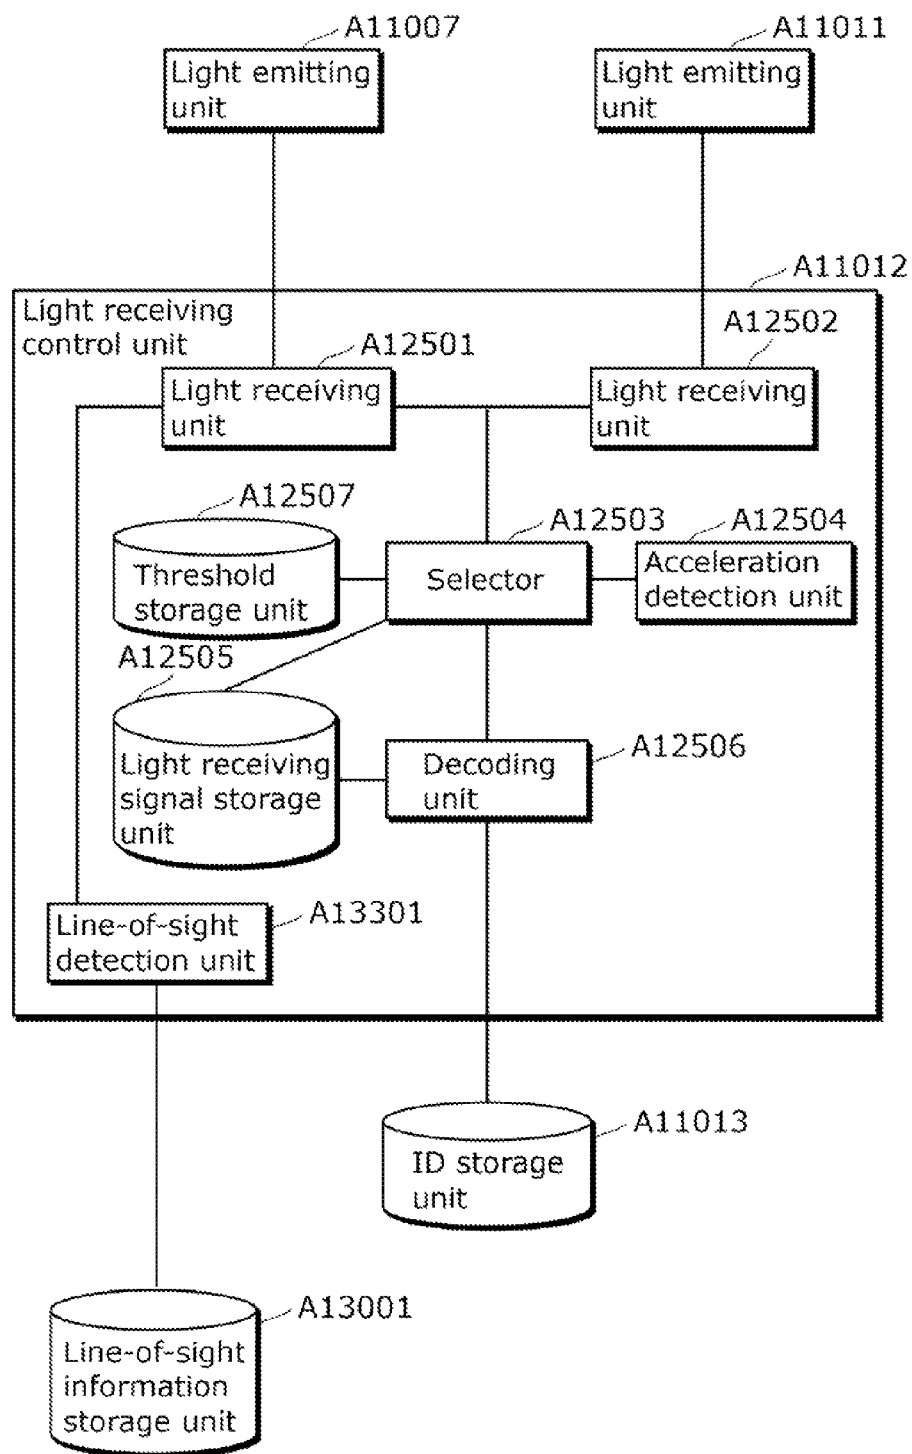 A11007
A11011
Light emitting
unit
Light emitting
unit
A11012
Light receiving
control unit
A12501
A12502
Light receiving
unit
Light receiving
unit
A12507
A12503
A12504
Threshold
storage unit
Selector
Acceleration
detection unit
A12505
A12506
Light receiving
signal storage
unit
Decoding
unit
A13301
Line-of-sight
detection unit
A11013
ID storage
unit
A13001
Line-of-sight
information
storage unit